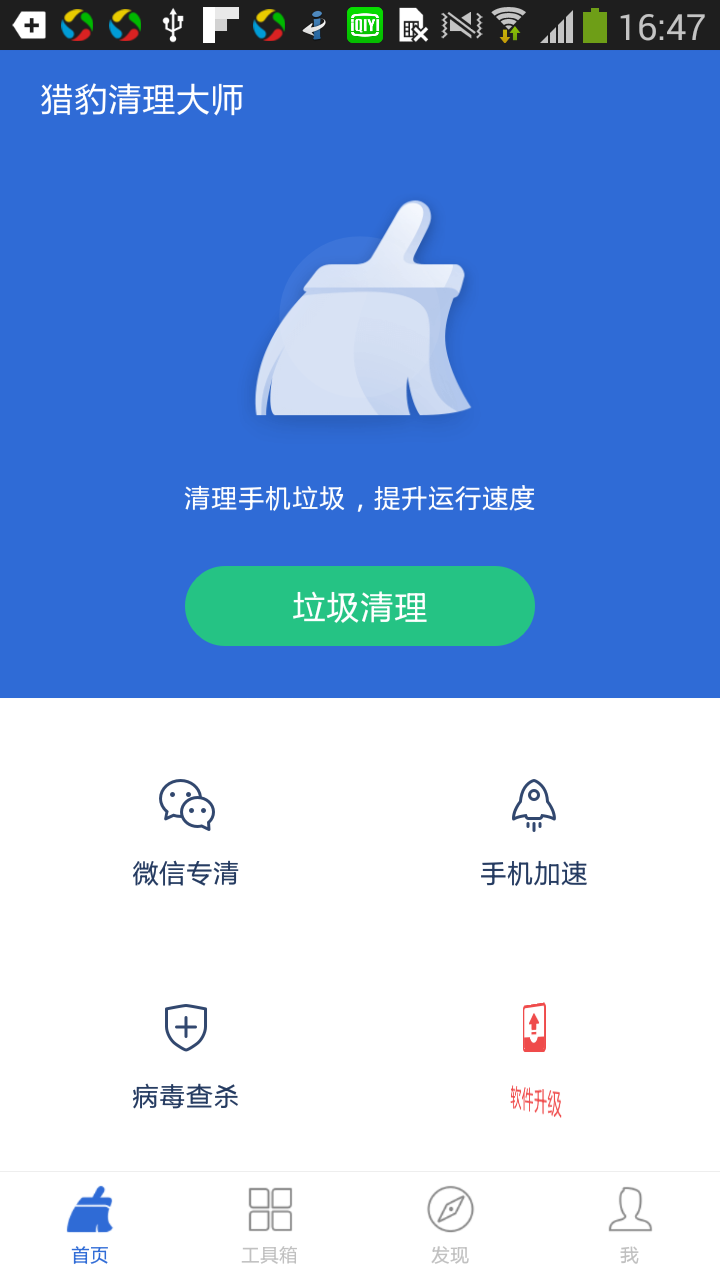 iQIYI
16:47
猎豹清理大师
清理手机垃圾，提升运行速度
垃圾清理
微信专清
手机加速
病毒查杀
软件升级
首页
工具箱
发现
我